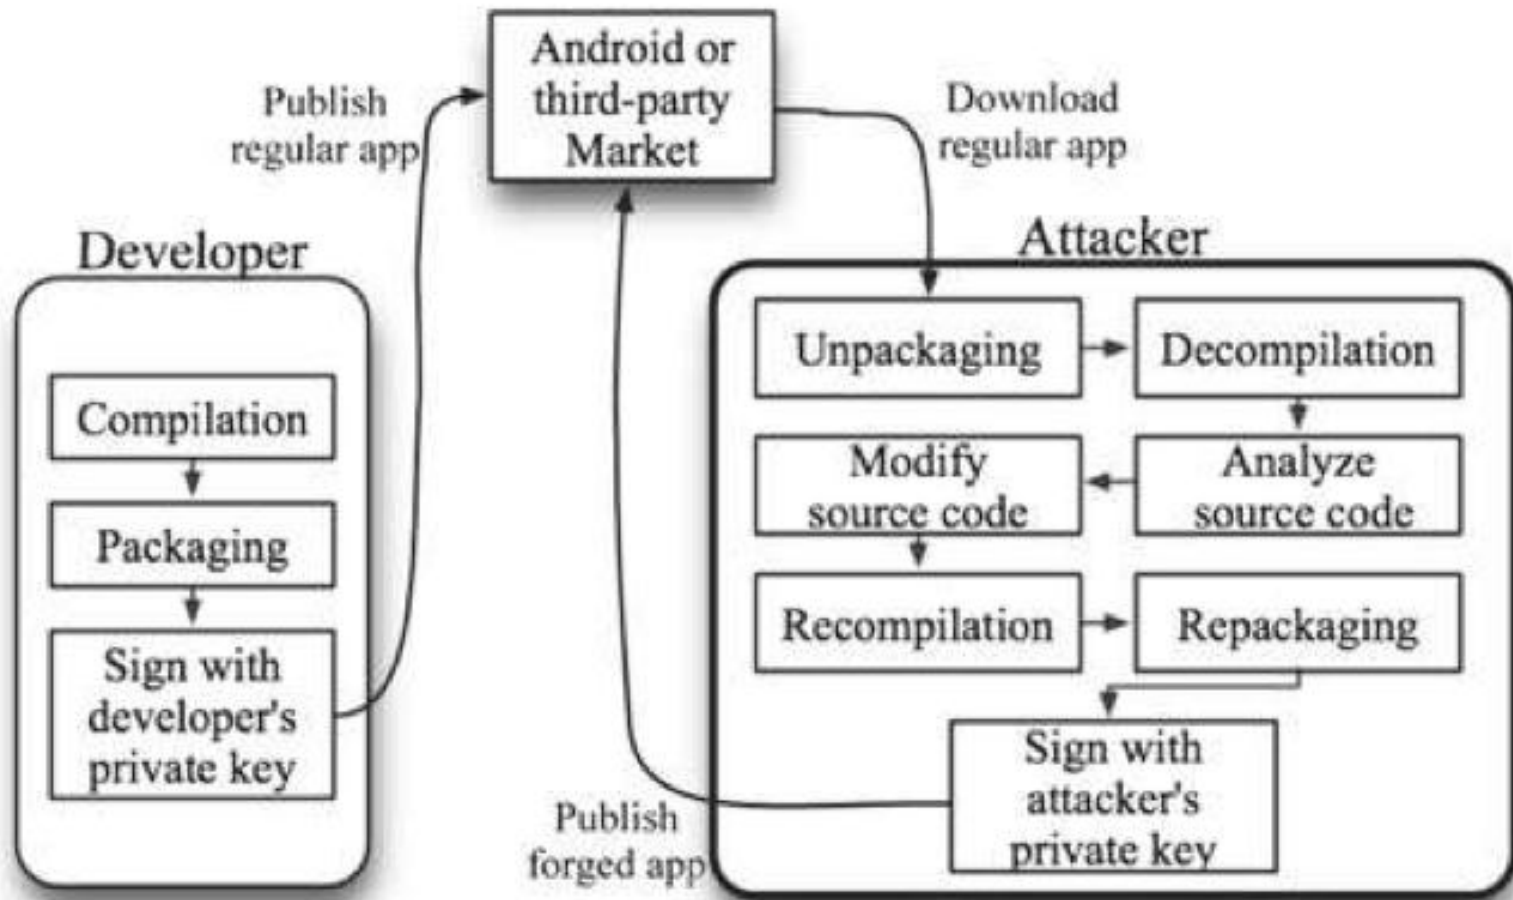 Android or
third-party
Market
Publish
regular app
Download
regular app
Developer
Compilation
Packaging
Sign with
developer's
private key
Attacker
Unpackaging
Decompilation
Analyze
source code
Modify
source code
Recompilation
Repackaging
Sign with
attacker's
private key
Publish
forged app